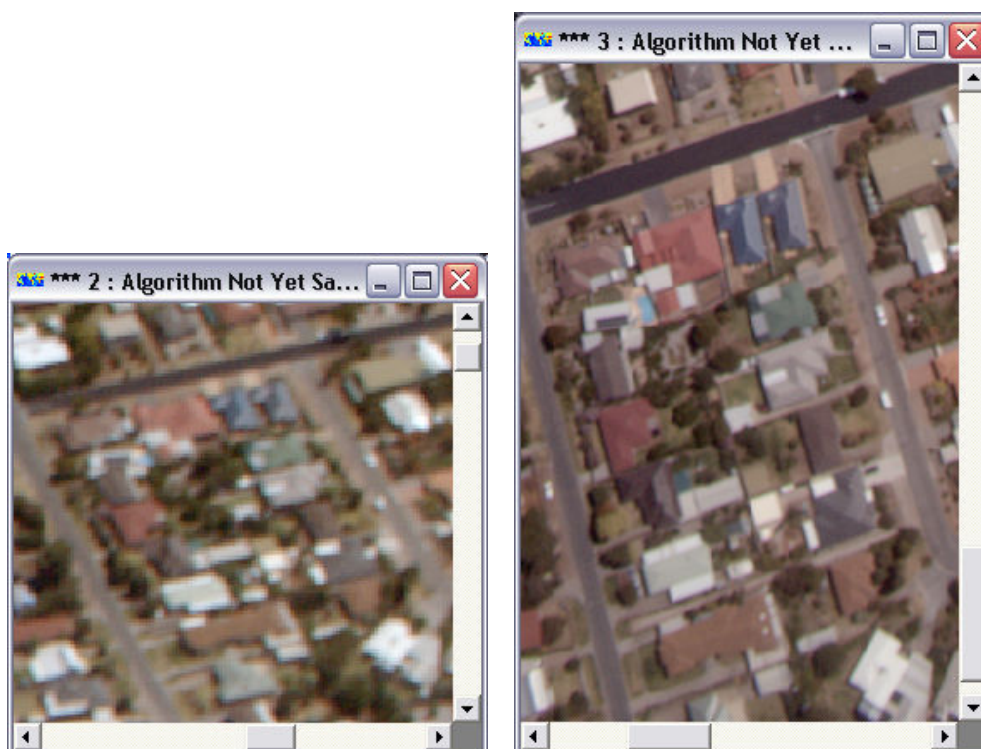 *** 2 : Algorithm Not Yet Sa...
*** 3 : Algorithm Not Yet ...